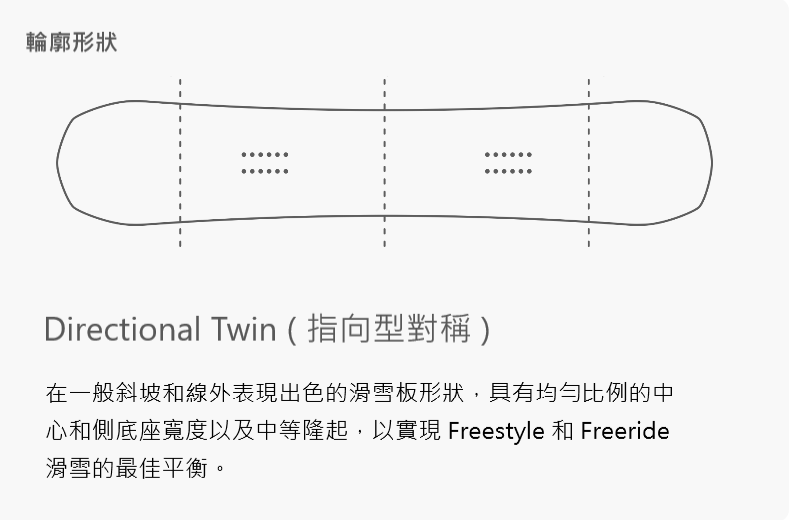 輪廓形狀
Directional Twin ( 指向型對稱 )
在一般斜坡和線外表現出色的滑雪板形狀，具有均勻比例的中
心和側底座寬度以及中等隆起，以實現 Freestyle 和 Freeride
滑雪的最佳平衡。